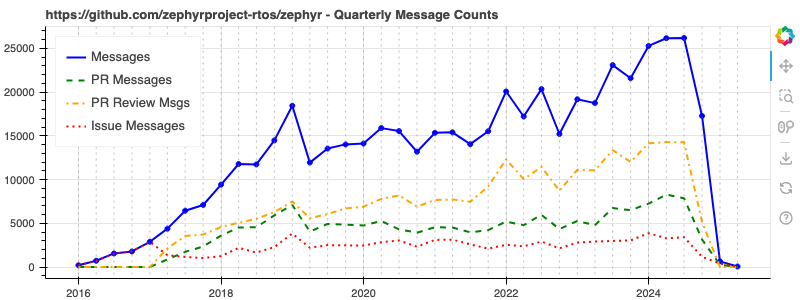 https://github.com/zephyrproject-rtos/zephyr - Quarterly Message Counts
Messages
PR Messages
PR Review Msgs
Issue Messages
25000
20000
15000
10000
5000
0
2016 2018 2020 2022 2024